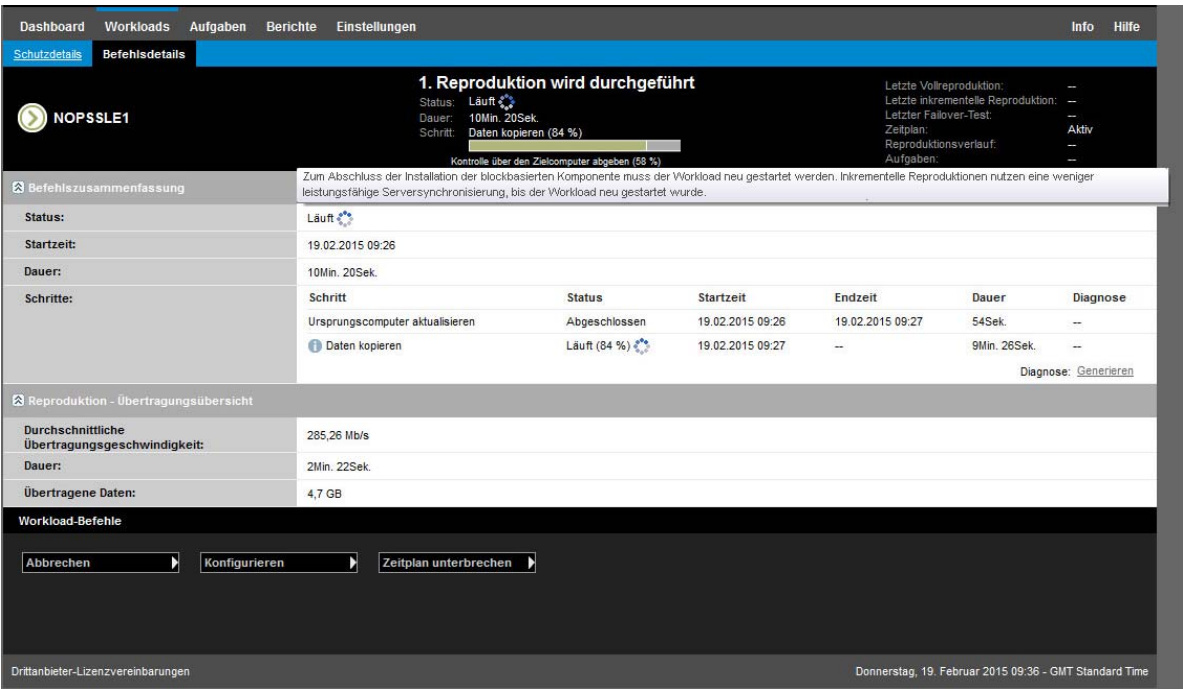 Dashboard Workloads Aufgaben Berichte Einstellungen Info Hilfe
Schutzdetails Befehlsdetails
NOPSSLE1
1. Reproduktion wird durchgeführt
Status: Läuft
Dauer: 10Min. 20Sek.
Schritt: Daten kopieren (84 %)
Kontrolle über den Zielcomputer abgeben (58 %)
Letzte Vollreproduktion: --
Letzte inkrementelle Reproduktion: --
Letzter Failover-Test: --
Zeitplan: Aktiv
Reproduktionsverlauf: --
Aufgaben: --
Zum Abschluss der Installation der blockbasierten Komponente muss der Workload neu gestartet werden. Inkrementelle Reproduktionen nutzen eine weniger
leistungsfähige Serversynchronisierung, bis der Workload neu gestartet wurde.
Befehlszusammenfassung
Status: Läuft
Startzeit: 19.02.2015 09:26
Dauer: 10Min. 20Sek.
Schritte:
Schritt Status Startzeit Endzeit Dauer Diagnose
Ursprungscomputer aktualisieren Abgeschlossen 19.02.2015 09:26 19.02.2015 09:27 54Sek. --
Daten kopieren Läuft (84 %) 19.02.2015 09:27 -- 9Min. 26Sek. --
Diagnose: Generieren
Reproduktion - Übertragungsübersicht
Durchschnittliche
Übertragungsgeschwindigkeit: 285,26 Mb/s
Dauer: 2Min. 22Sek.
Übertragene Daten: 4,7 GB
Workload-Befehle
Abbrechen Konfigurieren Zeitplan unterbrechen
Drittanbieter-Lizenzvereinbarungen Donnerstag, 19. Februar 2015 09:36 - GMT Standard Time